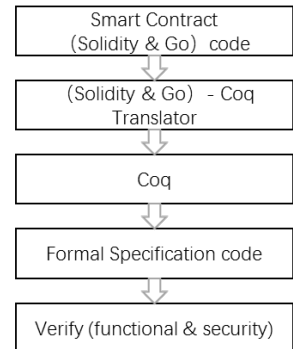 Smart Contract
(Solidity & Go) code
(Solidity & Go) - Coq
Translator
Coq
Formal Specification code
Verify (functional & security)